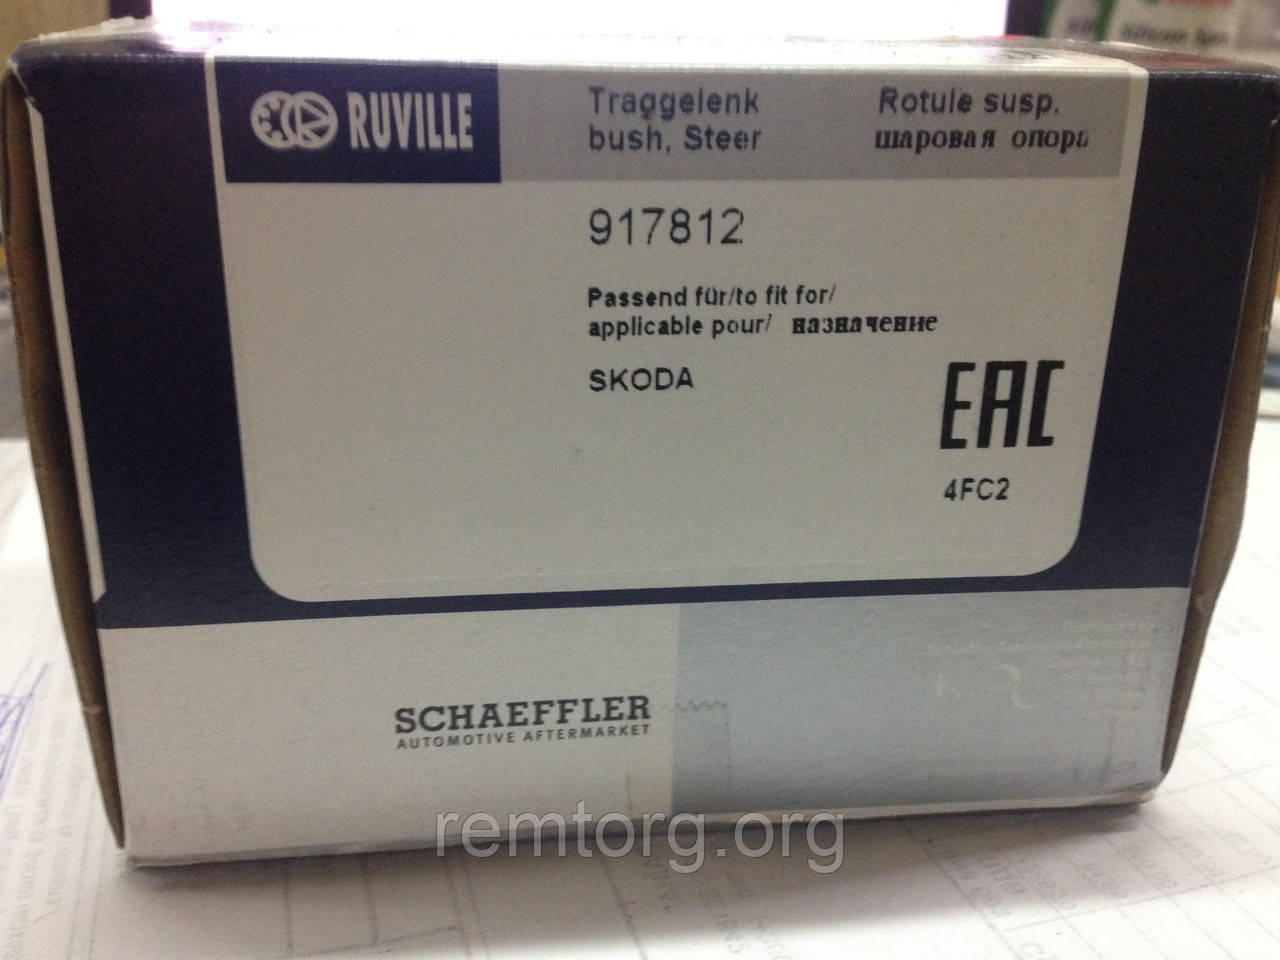 RUVILLE
Traggelenk
bush, Steer
Rotule susp.
шаровая опора
917812
Passend für/to fit for/
applicable pour/ назначение
SKODA
EAC
4FC2
SCHAEFFLER
AUTOMOTIVE AFTERMARKET
remtorg.org